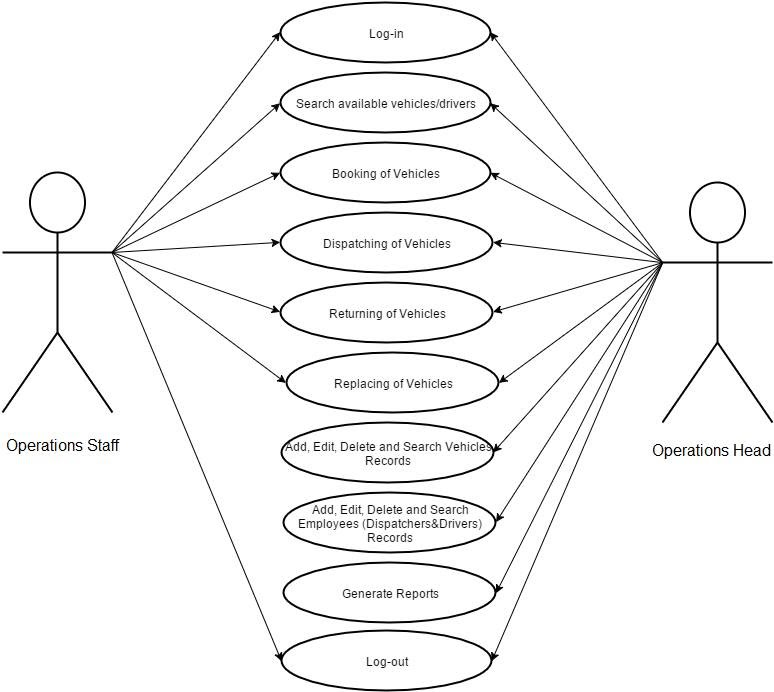 Log-in
Search available vehicles/drivers
Booking of Vehicles
Dispatching of Vehicles
Returning of Vehicles
Replacing of Vehicles
Operations Staff
Operations Head
Add, Edit, Delete and Search Vehicles
Records
Add, Edit, Delete and Search
Employees (Dispatchers&Drivers)
Records
Generate Reports
Log-out